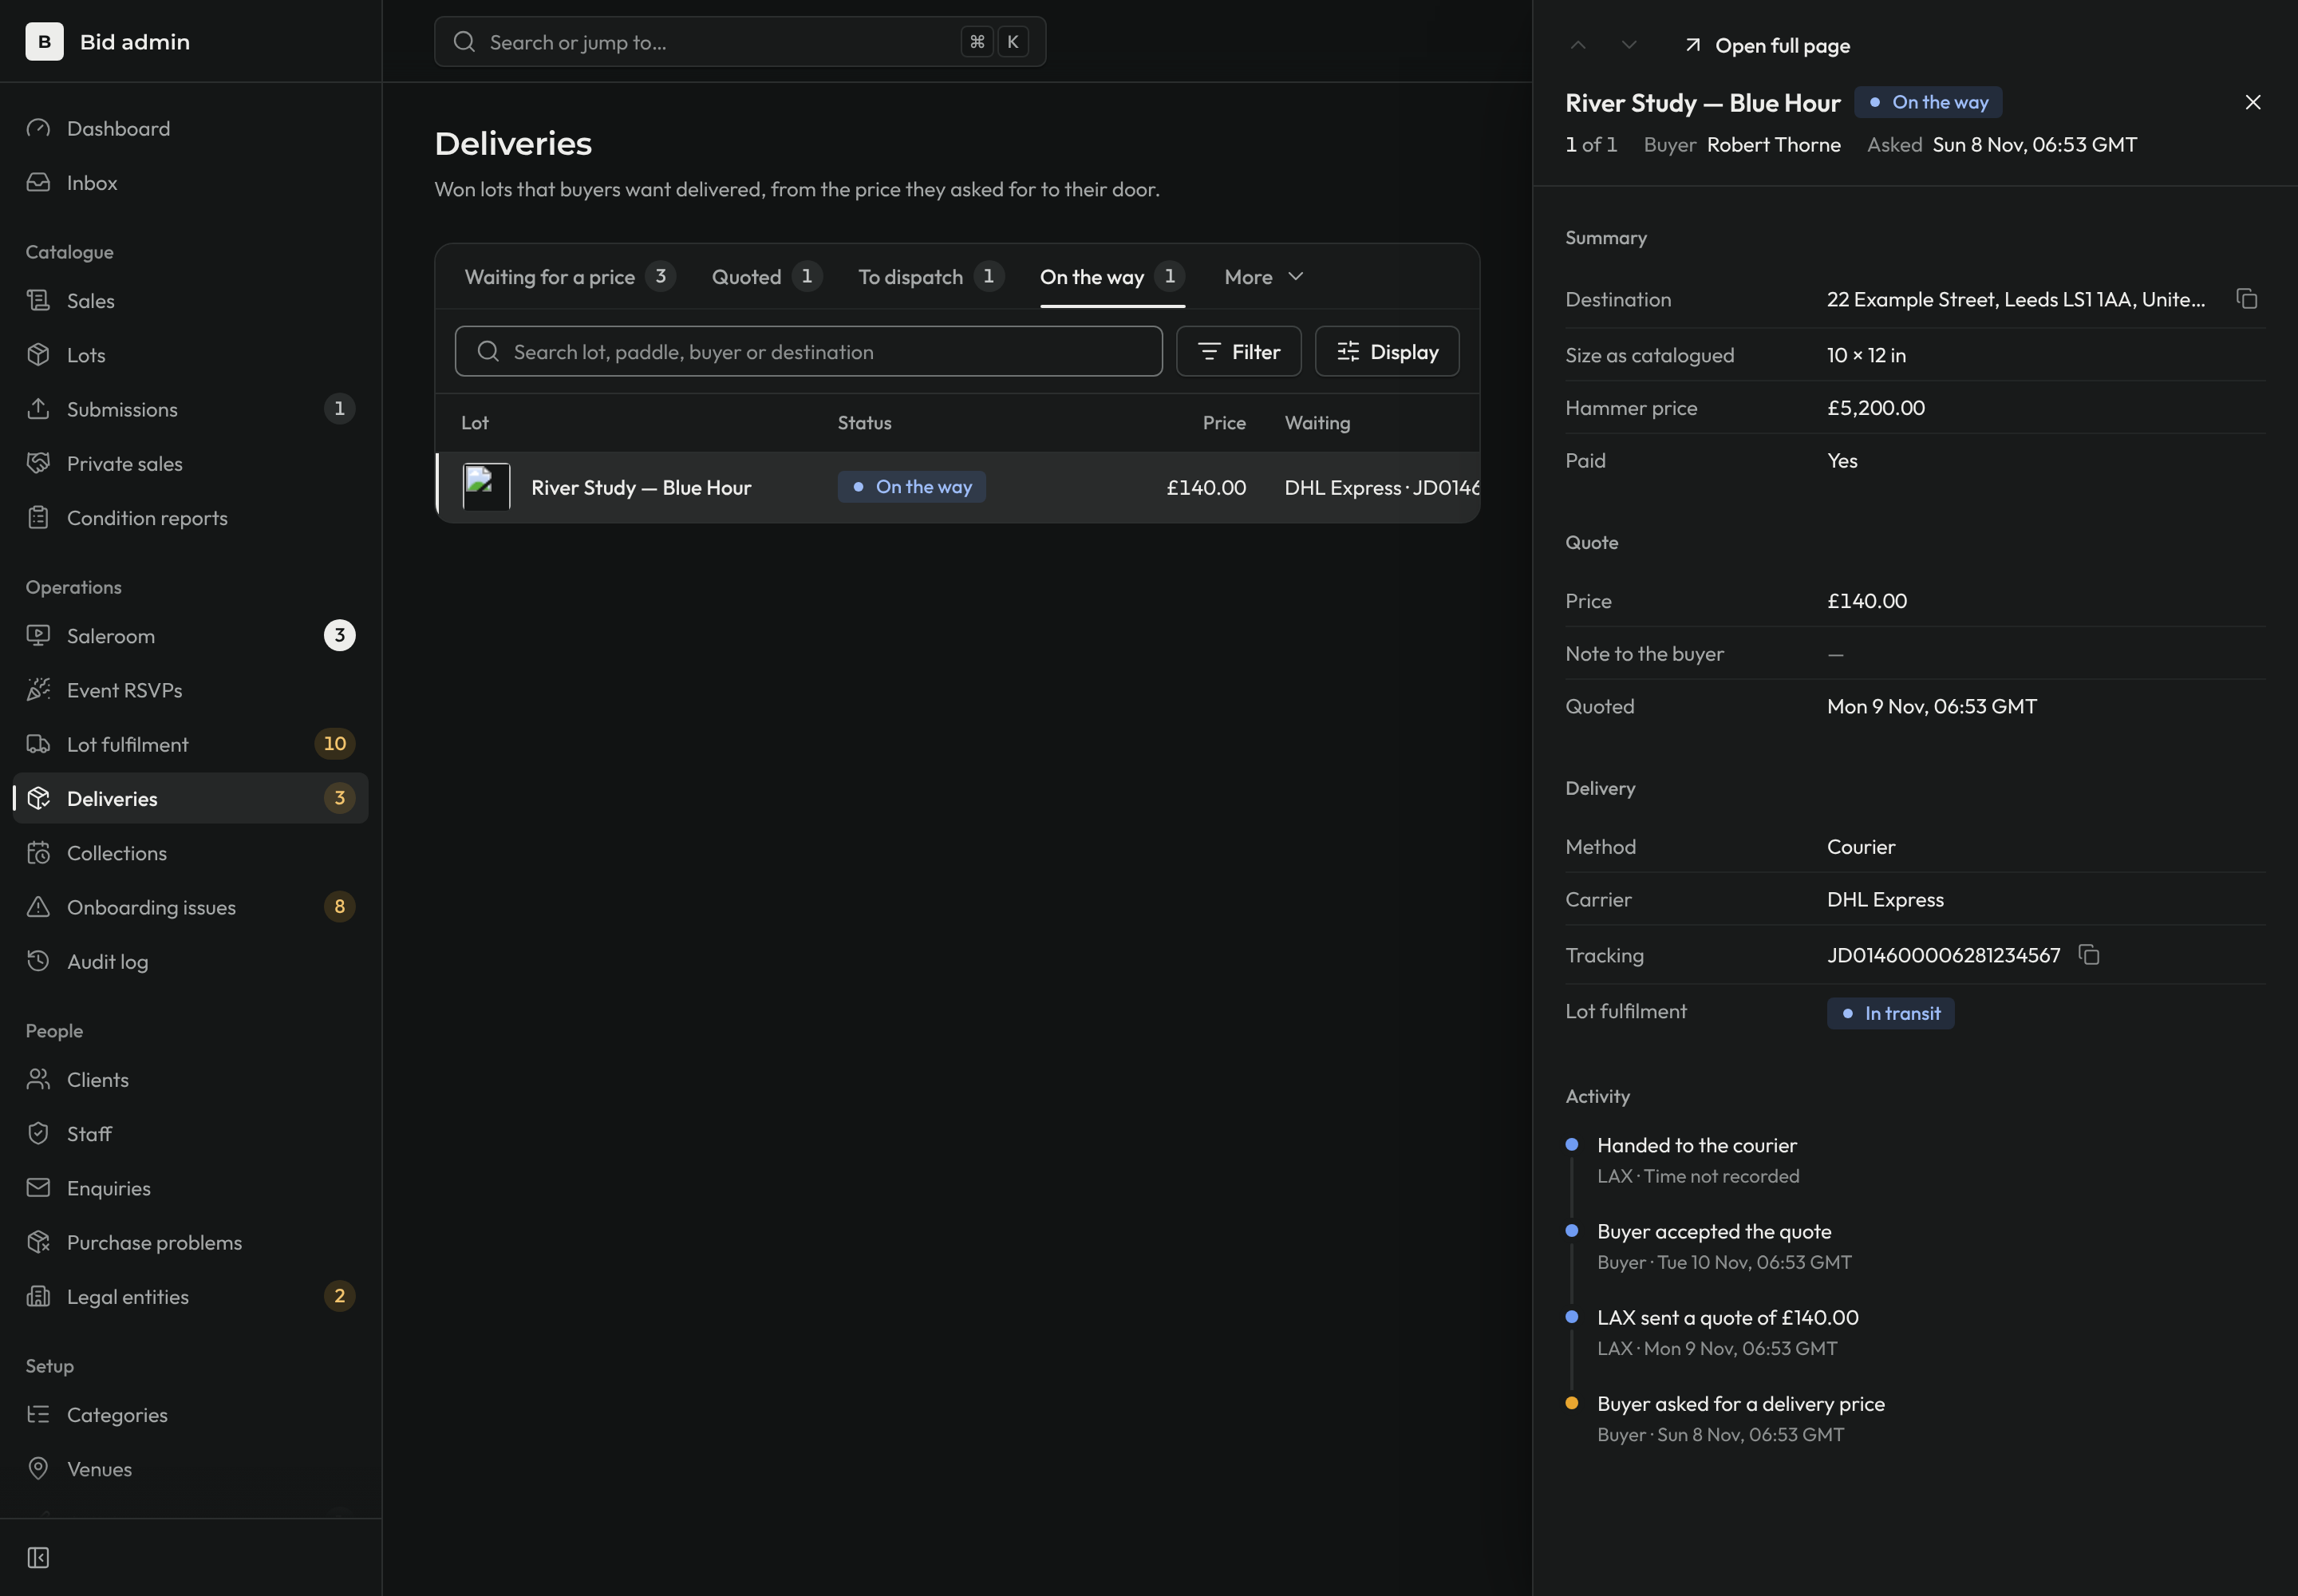 B Bid admin
Search or jump to... ⌘ K
Dashboard
Inbox
Catalogue
Sales
Lots
Submissions 1
Private sales
Condition reports
Operations
Saleroom 3
Event RSVPs
Lot fulfilment 10
Deliveries 3
Collections
Onboarding issues 8
Audit log
People
Clients
Staff
Enquiries
Purchase problems
Legal entities 2
Setup
Categories
Venues
Deliveries
Won lots that buyers want delivered, from the price they asked for to their door.
Waiting for a price 3 Quoted 1 To dispatch 1 On the way 1 More
Search lot, paddle, buyer or destination Filter Display
Lot Status Price Waiting
River Study — Blue Hour On the way £140.00 DHL Express · JD0146
Open full page
River Study — Blue Hour On the way
1 of 1 Buyer Robert Thorne Asked Sun 8 Nov, 06:53 GMT
Summary
Destination 22 Example Street, Leeds LS1 1AA, Unite...
Size as catalogued 10 × 12 in
Hammer price £5,200.00
Paid Yes
Quote
Price £140.00
Note to the buyer —
Quoted Mon 9 Nov, 06:53 GMT
Delivery
Method Courier
Carrier DHL Express
Tracking JD014600006281234567
Lot fulfilment In transit
Activity
Handed to the courier
LAX · Time not recorded
Buyer accepted the quote
Buyer · Tue 10 Nov, 06:53 GMT
LAX sent a quote of £140.00
LAX · Mon 9 Nov, 06:53 GMT
Buyer asked for a delivery price
Buyer · Sun 8 Nov, 06:53 GMT